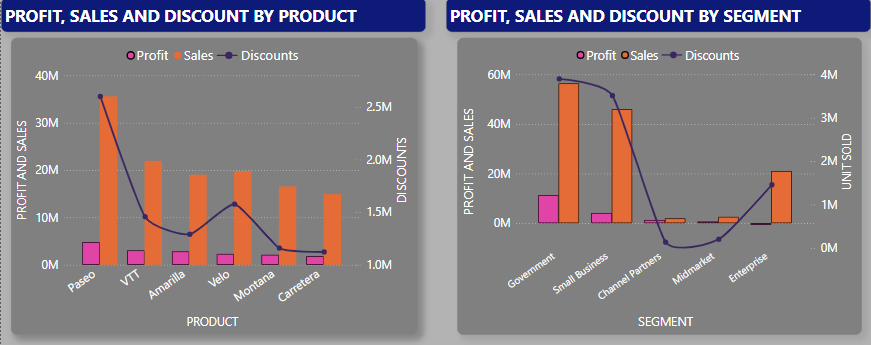 PROFIT, SALES AND DISCOUNT BY PRODUCT
Profit Sales Discounts
PROFIT AND SALES
40M
30M
20M
10M
0M
2.5M
2.0M
1.5M
1.0M
DISCOUNTS
Paseo
VTT
Amarilla
Velo
Montana
Carretera
PRODUCT
PROFIT, SALES AND DISCOUNT BY SEGMENT
Profit Sales Discounts
PROFIT AND SALES
60M
40M
20M
0M
4M
3M
2M
1M
0M
UNIT SOLD
Government
Small Business
Channel Partners
Midmarket
Enterprise
SEGMENT